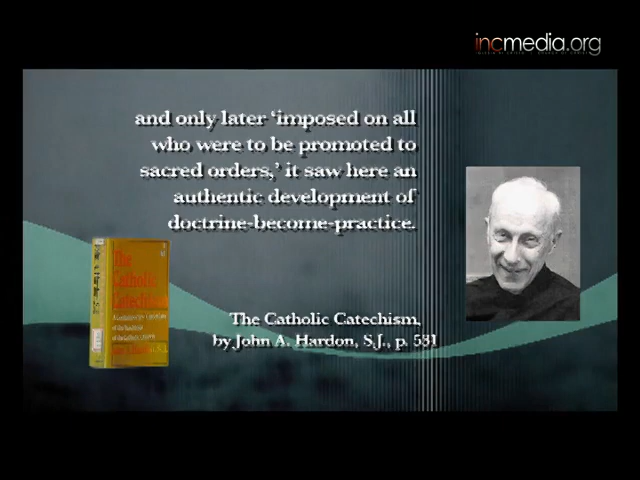 incmedia.org
and only later ‘imposed on all
who were to be promoted to
sacred orders,’ it saw here an
authentic development of
doctrine-become-practice.
The
Catholic
Catechism
The Catholic Catechism,
by John A. Hardon, S.J., p. 531